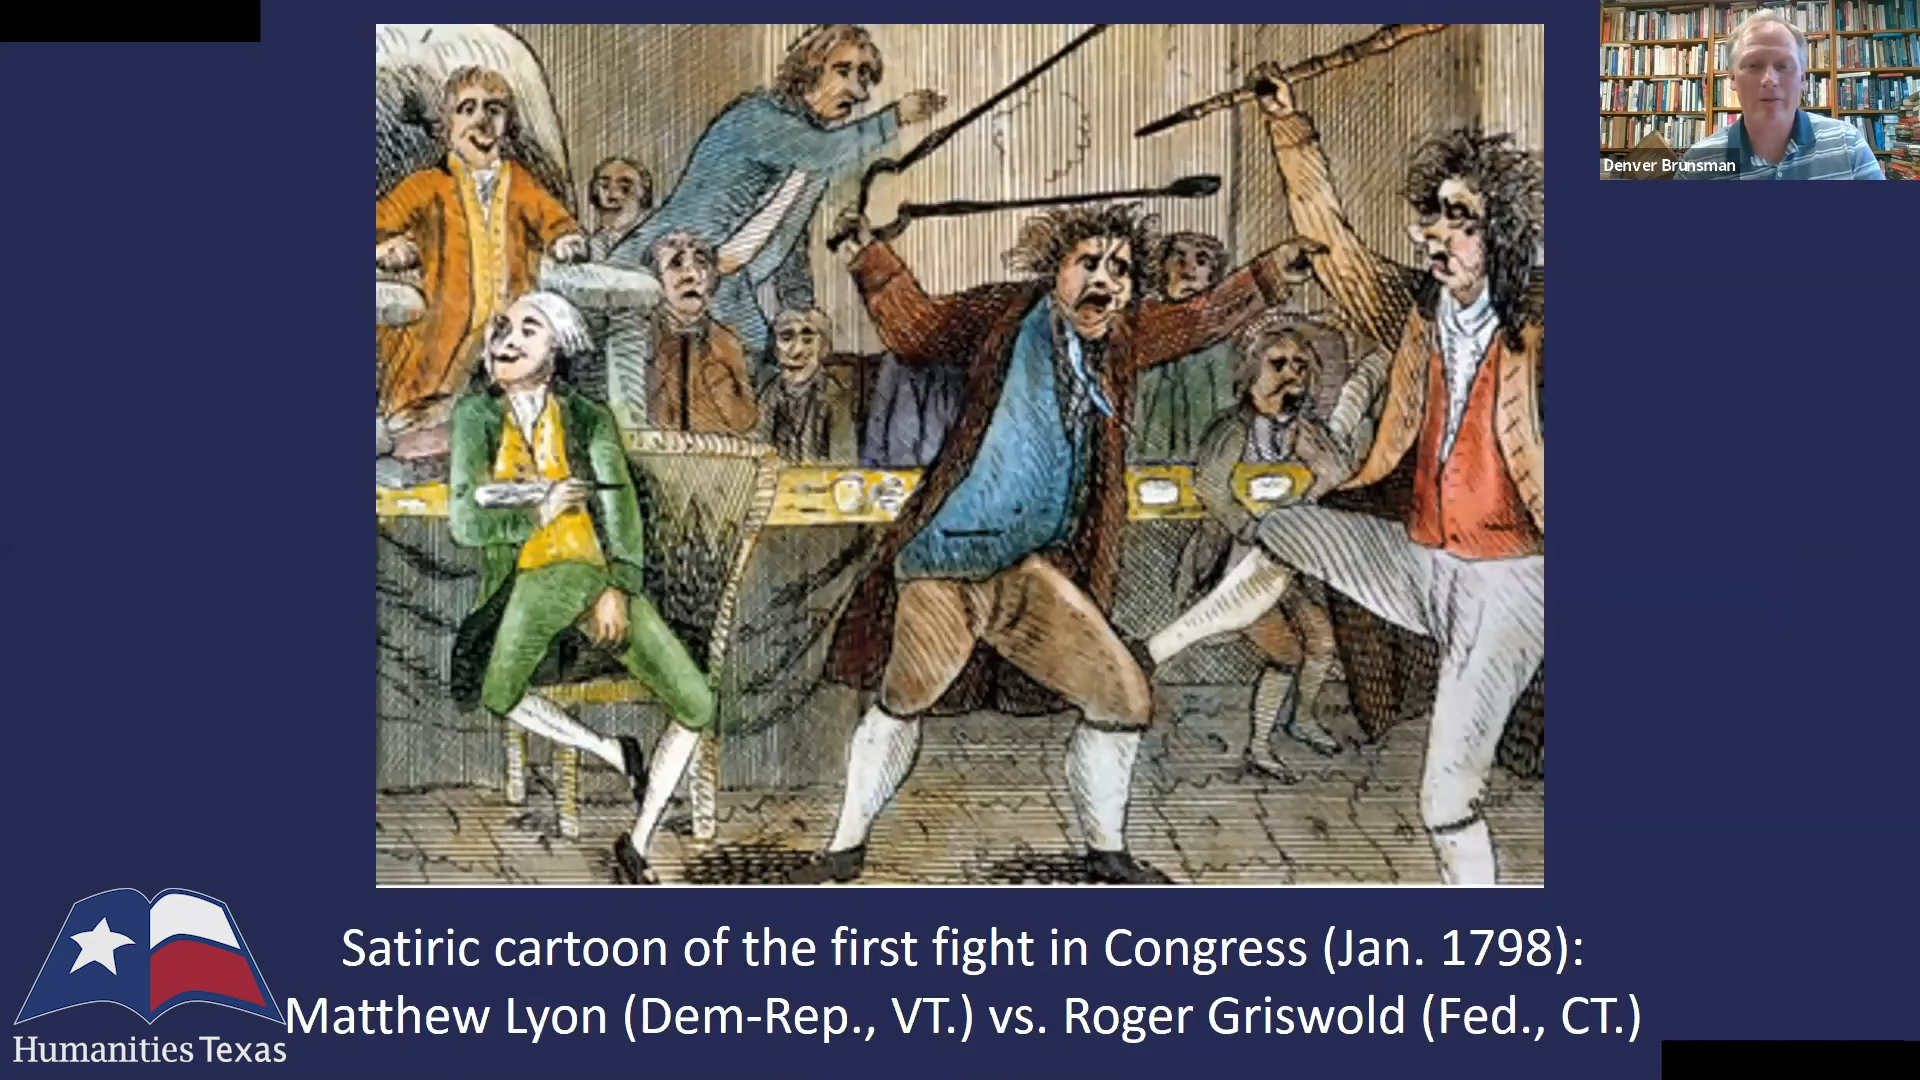 Denver Brunsman
Satiric cartoon of the first fight in Congress (Jan. 1798):
Matthew Lyon (Dem-Rep., VT.) vs. Roger Griswold (Fed., CT.)
Humanities Texas